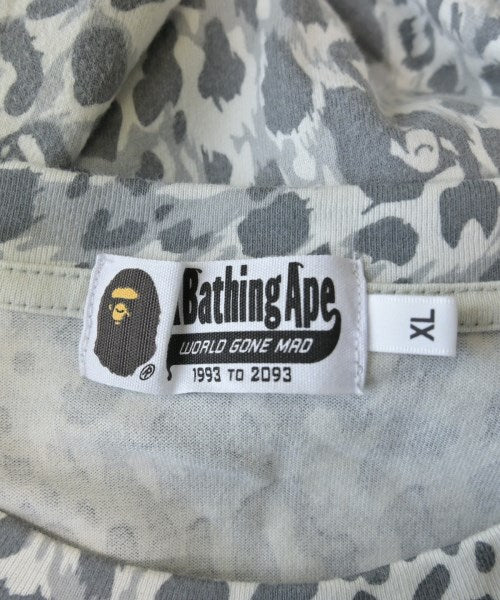 A Bathing Ape
WORLD GONE MAD
1993 TO 2093
XL